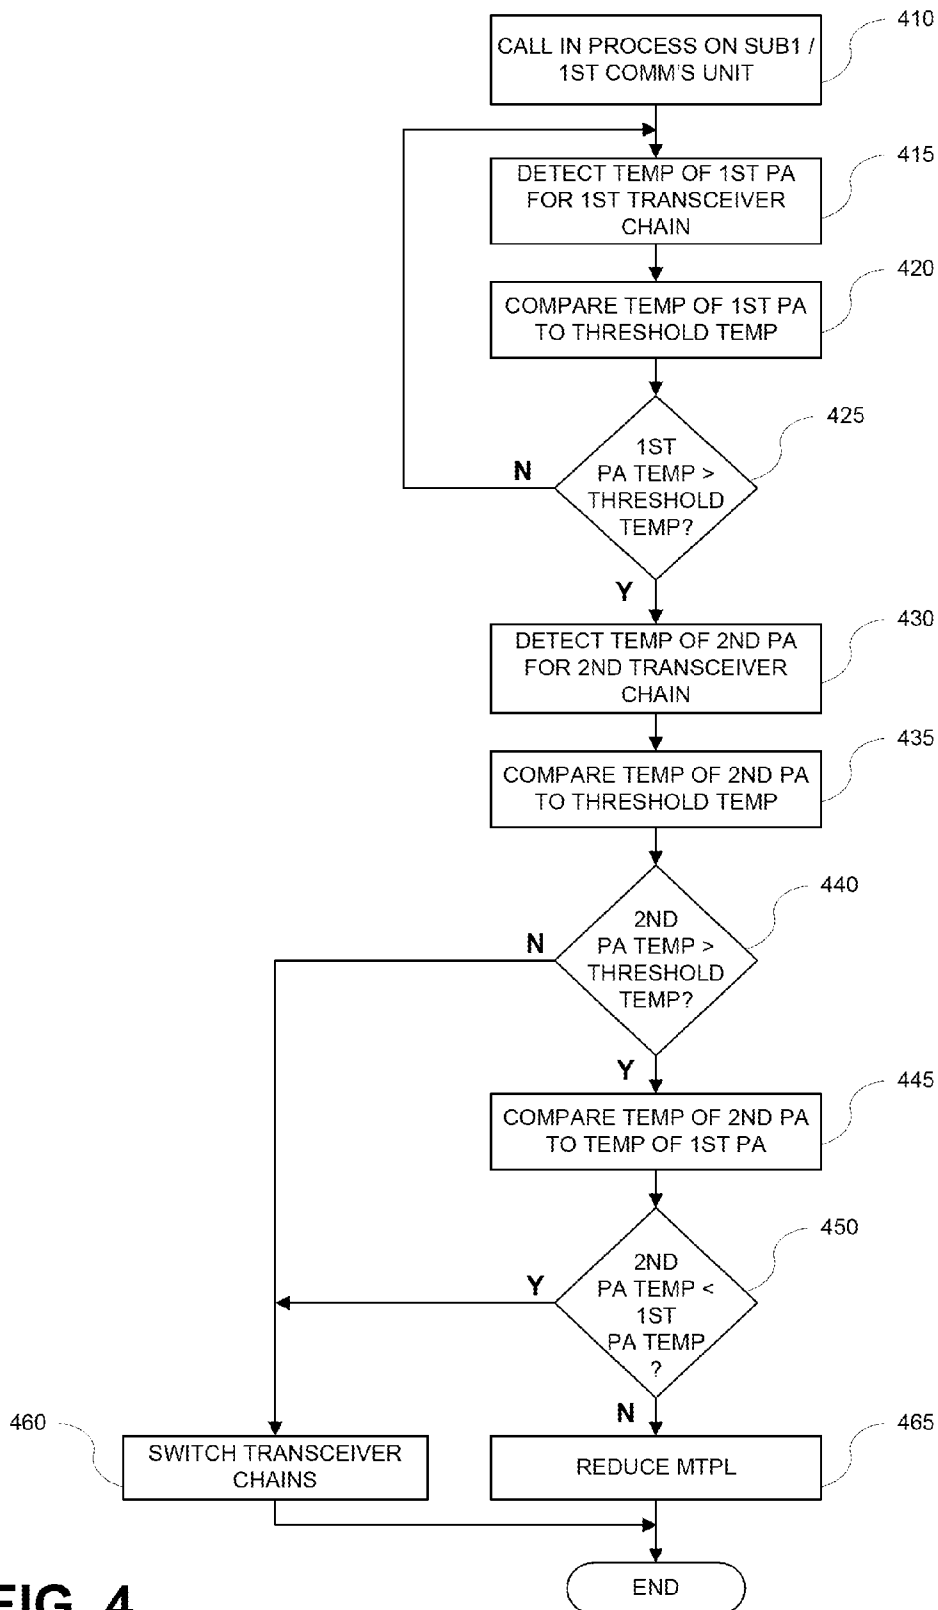 410
CALL IN PROCESS ON SUB1 /
1ST COMM'S UNIT
415
DETECT TEMP OF 1ST PA
FOR 1ST TRANSCEIVER
CHAIN
420
COMPARE TEMP OF 1ST PA
TO THRESHOLD TEMP
425
1ST
PA TEMP >
THRESHOLD
TEMP?
N
Y
430
DETECT TEMP OF 2ND PA
FOR 2ND TRANSCEIVER
CHAIN
435
COMPARE TEMP OF 2ND PA
TO THRESHOLD TEMP
440
2ND
PA TEMP >
THRESHOLD
TEMP?
N
Y
445
COMPARE TEMP OF 2ND PA
TO TEMP OF 1ST PA
450
2ND
PA TEMP <
1ST
PA TEMP
?
Y
N
460
SWITCH TRANSCEIVER
CHAINS
465
REDUCE MTPL
END
FIG. 4